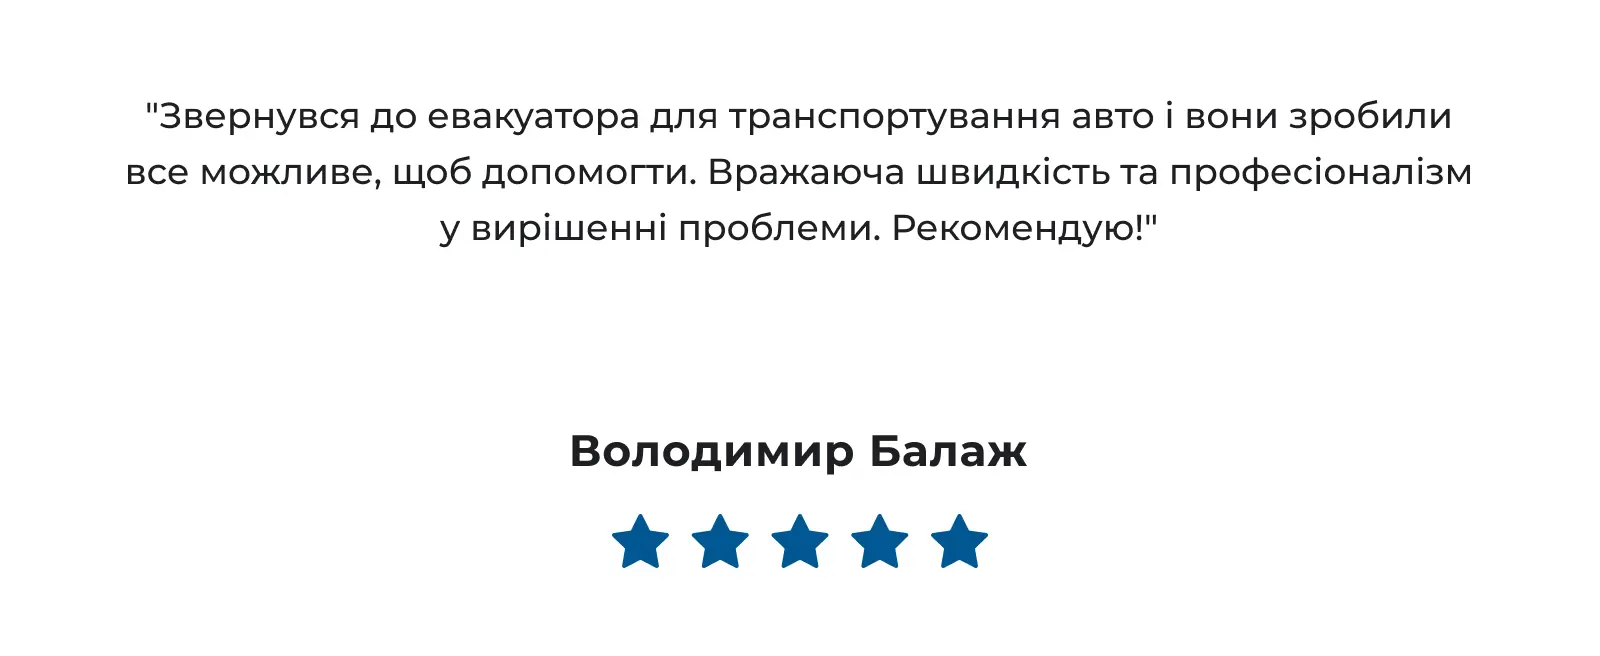 "Звернувся до евакуатора для транспортування авто і вони зробили
все можливе, щоб допомогти. Вражаюча швидкість та професіоналізм
у вирішенні проблеми. Рекомендую!"
Володимир Балаж